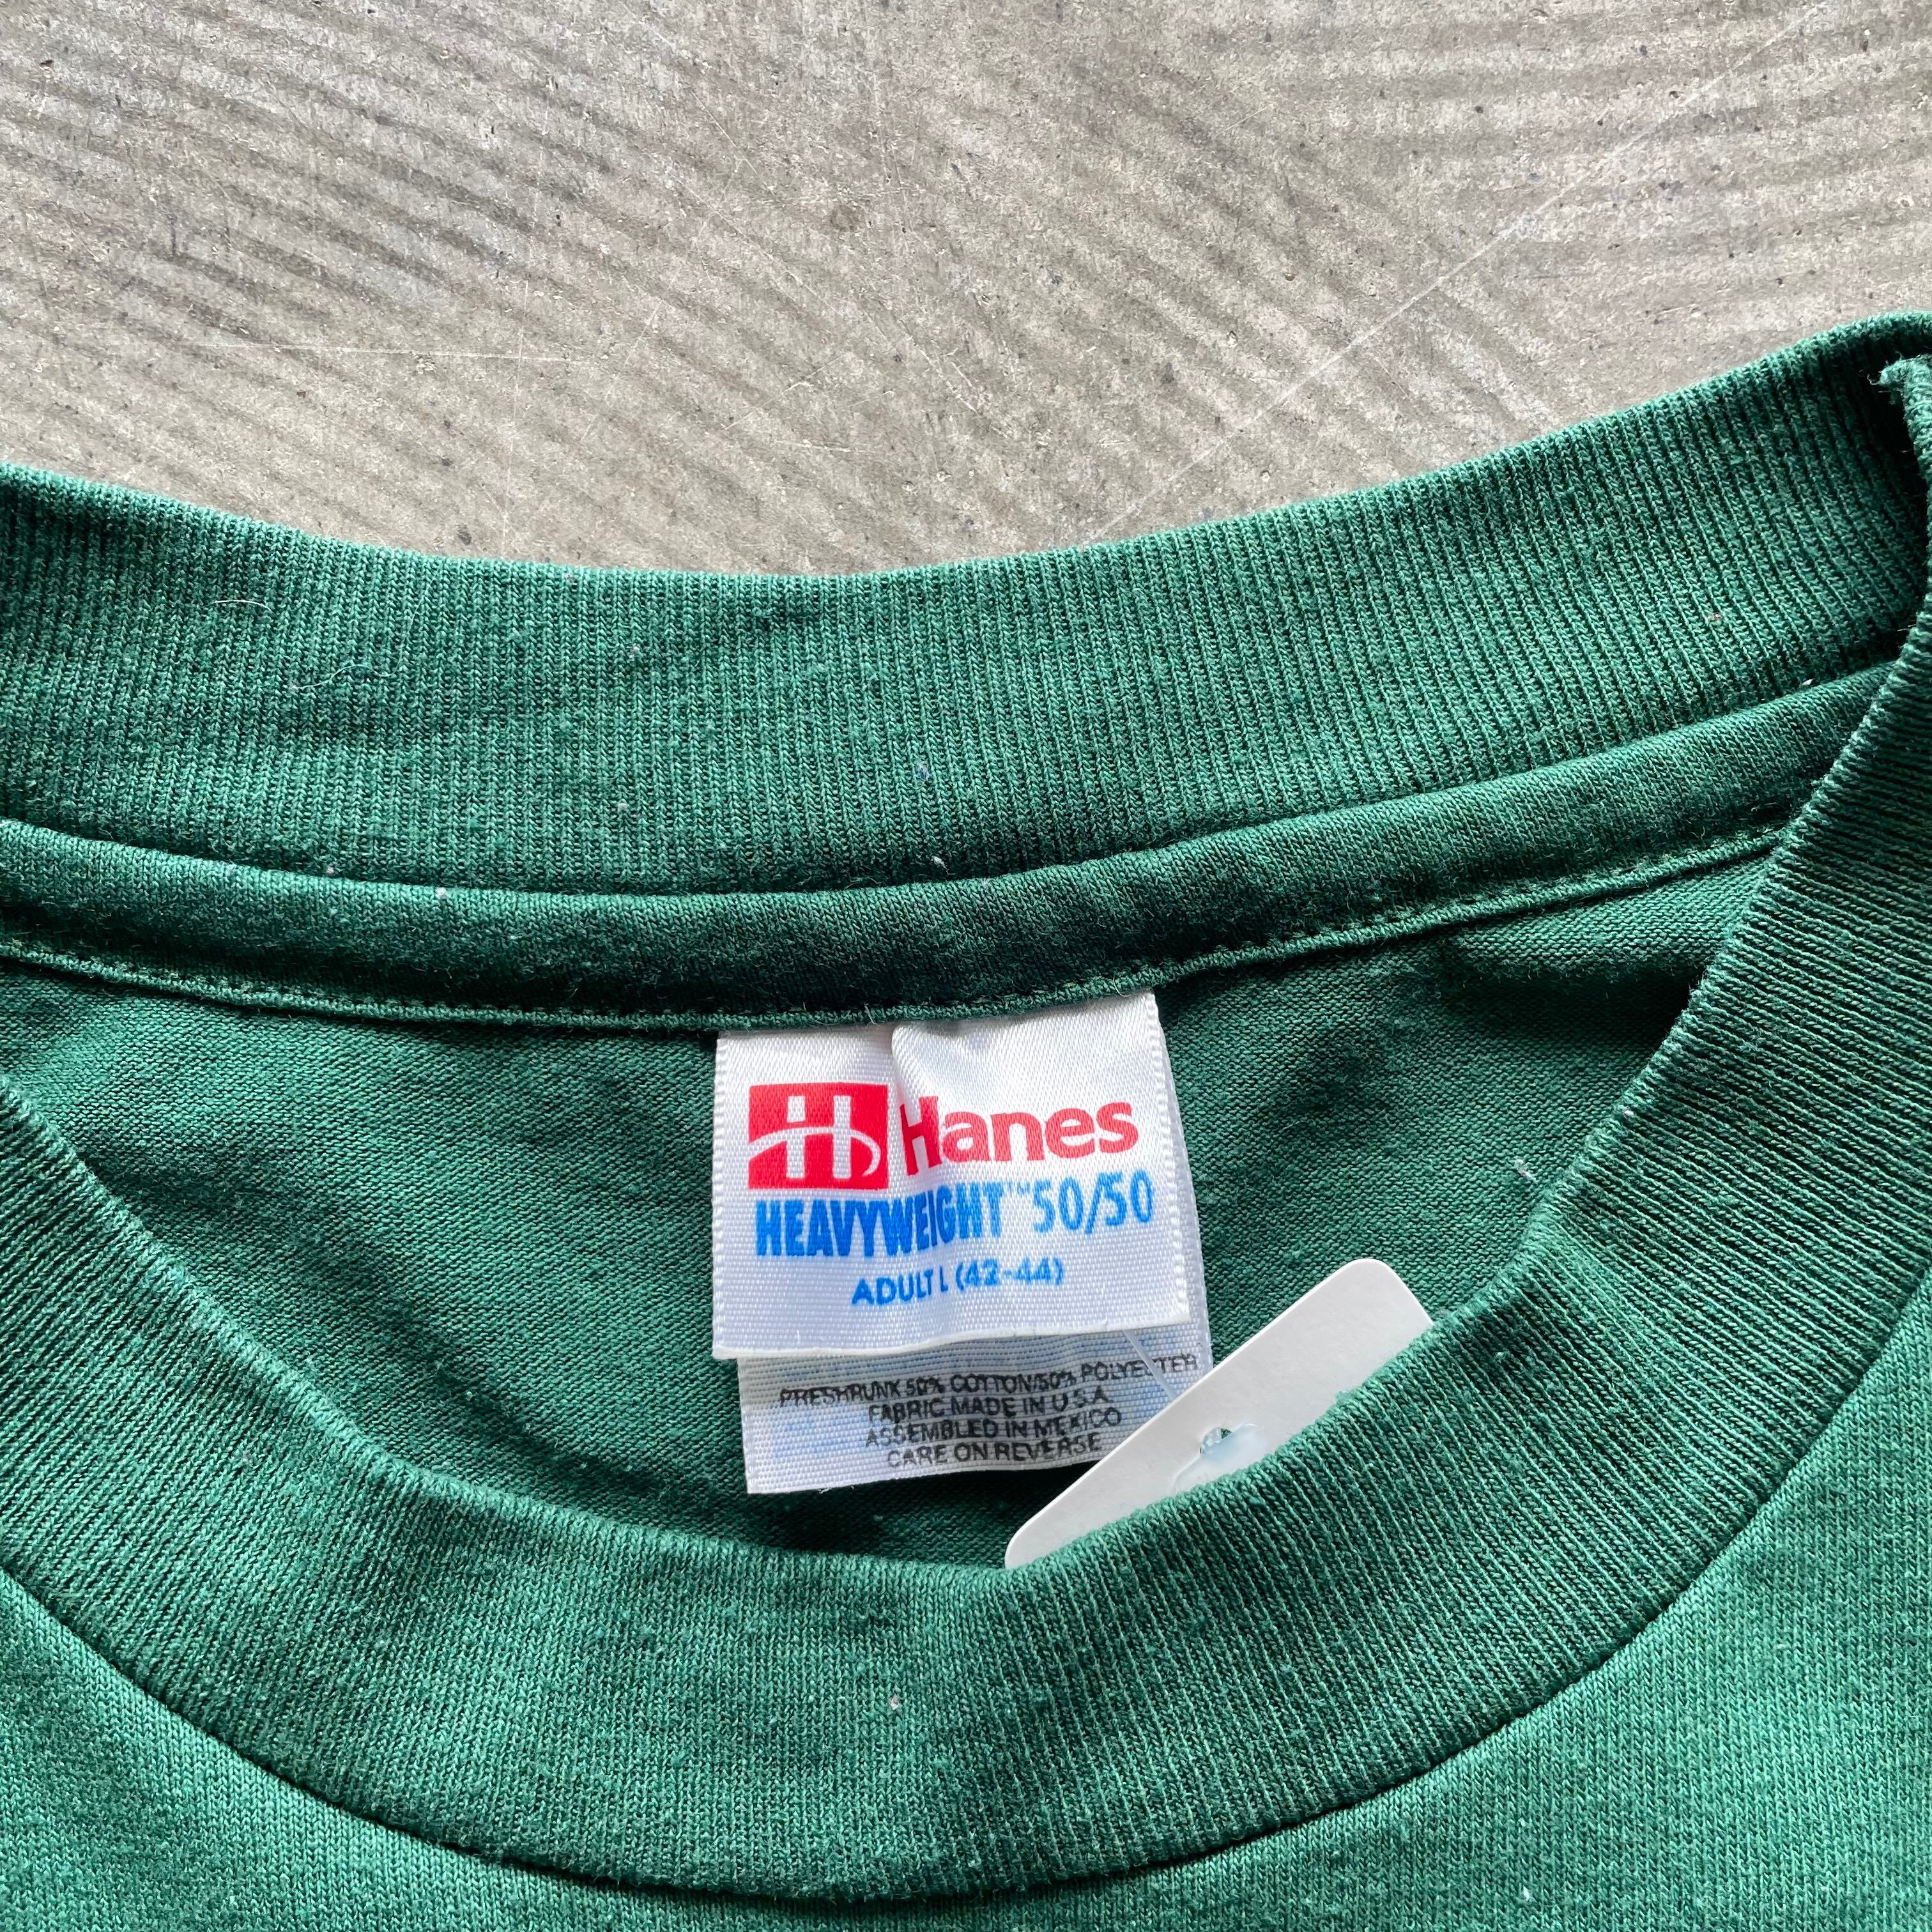 H Hanes
HEAVYWEIGHT™ 50/50
ADULT L (42-44)
PRESHRUNK 50% COTTON/50% POLYESTER
FABRIC MADE IN U.S.A.
ASSEMBLED IN MEXICO
CARE ON REVERSE